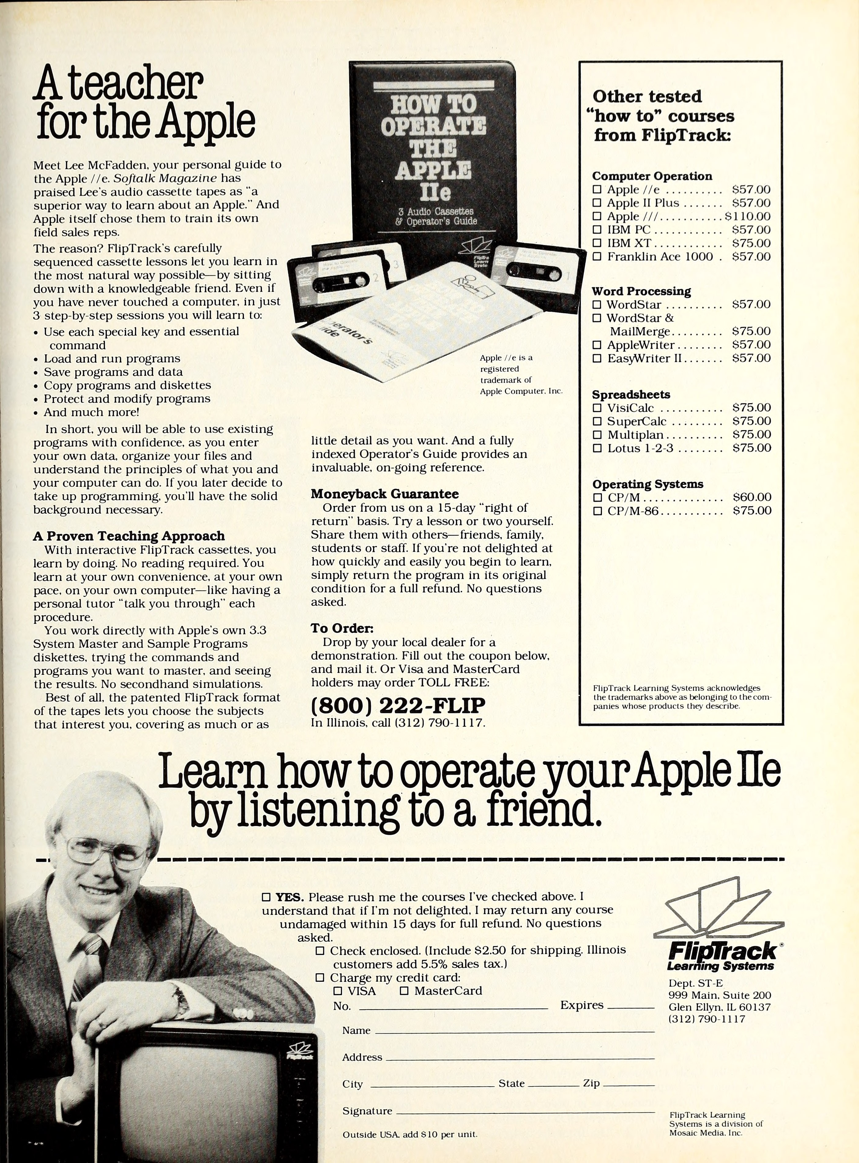 A teacher
for the Apple
Meet Lee McFadden, your personal guide to
the Apple //e. Softalk Magazine has
praised Lee's audio cassette tapes as "a
superior way to learn about an Apple." And
Apple itself chose them to train its own
field sales reps.
The reason? FlipTrack's carefully
sequenced cassette lessons let you learn in
the most natural way possible—by sitting
down with a knowledgeable friend. Even if
you have never touched a computer, in just
3 step-by-step sessions you will learn to:
• Use each special key and essential
command
• Load and run programs
• Save programs and data
• Copy programs and diskettes
• Protect and modify programs
• And much more!
In short, you will be able to use existing
programs with confidence, as you enter
your own data, organize your files and
understand the principles of what you and
your computer can do. If you later decide to
take up programming, you'll have the solid
background necessary.
A Proven Teaching Approach
With interactive FlipTrack cassettes, you
learn by doing. No reading required. You
learn at your own convenience, at your own
pace, on your own computer—like having a
personal tutor "talk you through" each
procedure.
You work directly with Apple's own 3.3
System Master and Sample Programs
diskettes, trying the commands and
programs you want to master, and seeing
the results. No secondhand simulations.
Best of all, the patented FlipTrack format
of the tapes lets you choose the subjects
that interest you, covering as much or as
HOW TO
OPERATE
THE
APPLE
IIe
3 Audio Cassettes
& Operator's Guide
2
3
1
Apple //e is a
registered
trademark of
Apple Computer, Inc.
little detail as you want. And a fully
indexed Operator's Guide provides an
invaluable, on-going reference.
Moneyback Guarantee
Order from us on a 15-day "right of
return" basis. Try a lesson or two yourself.
Share them with others—friends, family,
students or staff. If you're not delighted at
how quickly and easily you begin to learn,
simply return the program in its original
condition for a full refund. No questions
asked.
To Order:
Drop by your local dealer for a
demonstration. Fill out the coupon below,
and mail it. Or Visa and MasterCard
holders may order TOLL FREE:
(800) 222-FLIP
In Illinois, call (312) 790-1117.
Other tested
"how to" courses
from FlipTrack:
Computer Operation
☐ Apple //e .......... $57.00
☐ Apple II Plus ....... $57.00
☐ Apple ///........... $110.00
☐ IBM PC ............ $57.00
☐ IBM XT............ $75.00
☐ Franklin Ace 1000 . $57.00
Word Processing
☐ WordStar .......... $57.00
☐ WordStar &
MailMerge......... $75.00
☐ AppleWriter ........ $57.00
☐ EasyWriter II....... $57.00
Spreadsheets
☐ VisiCalc ........... $75.00
☐ SuperCalc ......... $75.00
☐ Multiplan.......... $75.00
☐ Lotus 1-2-3 ........ $75.00
Operating Systems
☐ CP/M .............. $60.00
☐ CP/M-86........... $75.00
FlipTrack Learning Systems acknowledges
the trademarks above as belonging to the com-
panies whose products they describe.
Learn how to operate your Apple IIe
by listening to a friend.
☐ YES. Please rush me the courses I've checked above. I
understand that if I'm not delighted, I may return any course
undamaged within 15 days for full refund. No questions
asked.
☐ Check enclosed. (Include $2.50 for shipping. Illinois
customers add 5.5% sales tax.)
☐ Charge my credit card:
☐ VISA ☐ MasterCard
No. Expires
Name
Address
City State Zip
Signature
Outside USA, add $10 per unit.
FlipTrack
FlipTrack®
Learning Systems
Dept. ST-E
999 Main, Suite 200
Glen Ellyn, IL 60137
(312) 790-1117
FlipTrack Learning
Systems is a division of
Mosaic Media, Inc.